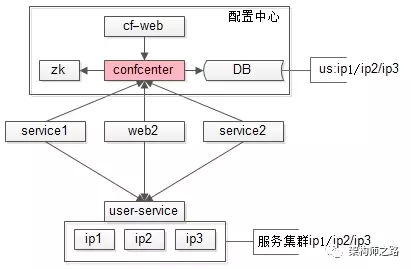 配置中心
cf-web
zk
confcenter
DB
us:ip1/ip2/ip3
service1
web2
service2
user-service
ip1
ip2
ip3
服务集群ip1/ip2/ip3
架构师之路